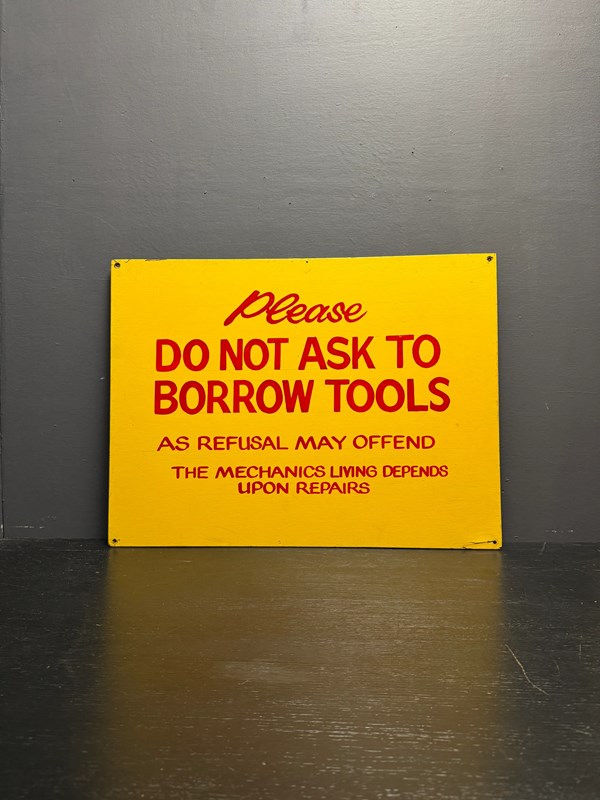 Please
DO NOT ASK TO
BORROW TOOLS
AS REFUSAL MAY OFFEND
THE MECHANICS LIVING DEPENDS
UPON REPAIRS